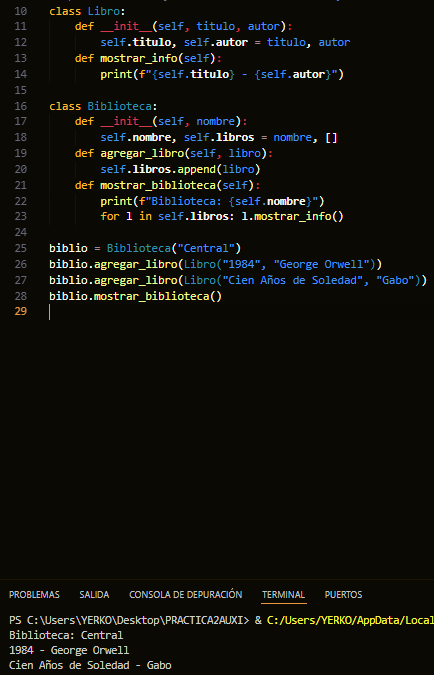 10 class Libro:
11     def __init__(self, titulo, autor):
12         self.titulo, self.autor = titulo, autor
13     def mostrar_info(self):
14         print(f"{self.titulo} - {self.autor}")
15
16 class Biblioteca:
17     def __init__(self, nombre):
18         self.nombre, self.libros = nombre, []
19     def agregar_libro(self, libro):
20         self.libros.append(libro)
21     def mostrar_biblioteca(self):
22         print(f"Biblioteca: {self.nombre}")
23         for l in self.libros: l.mostrar_info()
24
25 biblio = Biblioteca("Central")
26 biblio.agregar_libro(Libro("1984", "George Orwell"))
27 biblio.agregar_libro(Libro("Cien Años de Soledad", "Gabo"))
28 biblio.mostrar_biblioteca()
29
PROBLEMAS SALIDA CONSOLA DE DEPURACIÓN TERMINAL PUERTOS
PS C:\Users\YERKO\Desktop\PRACTICA2AUXI> & C:/Users/YERKO/AppData/Local
Biblioteca: Central
1984 - George Orwell
Cien Años de Soledad - Gabo